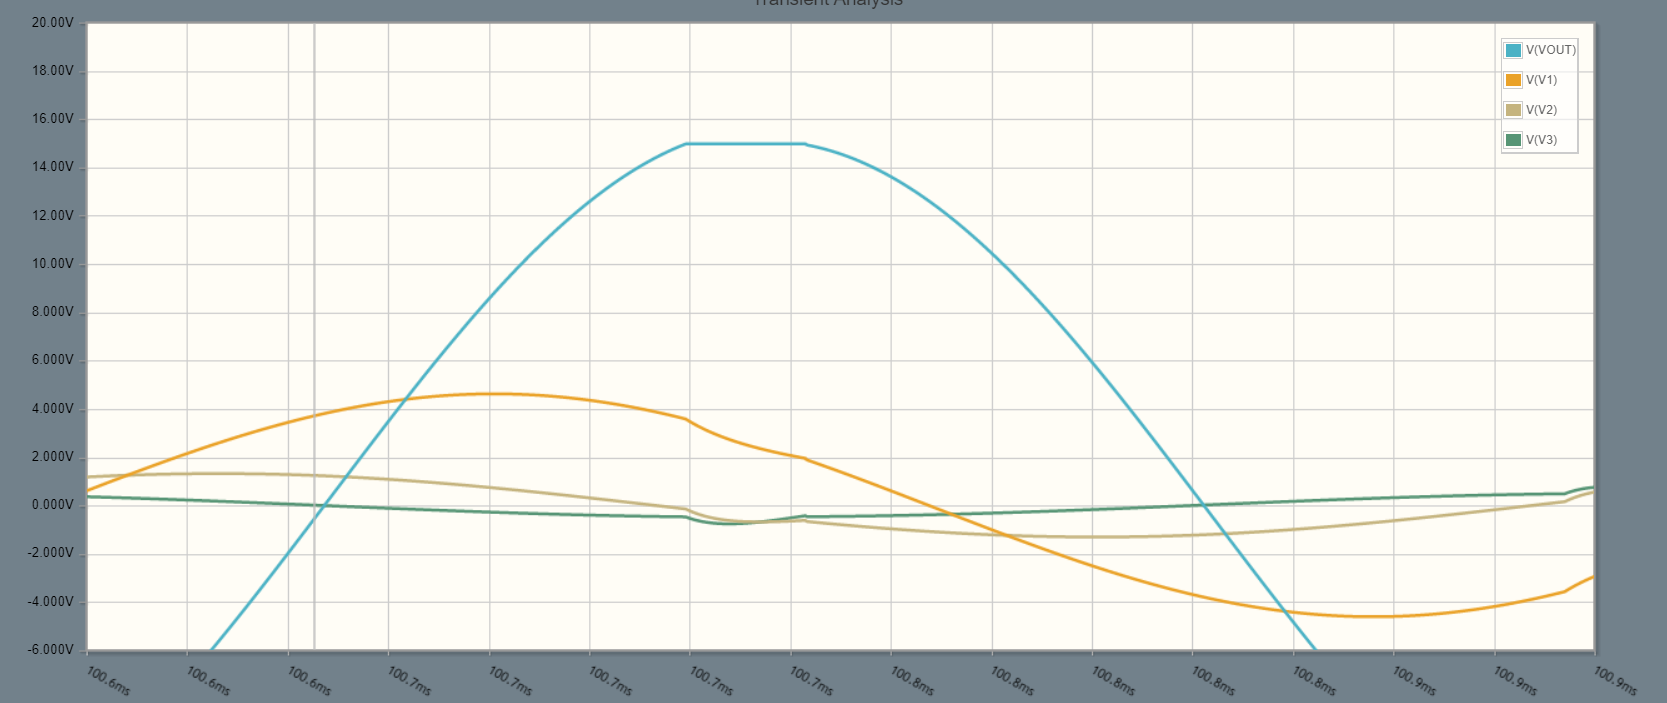 Transient Analysis
20.00V
18.00V
16.00V
14.00V
12.00V
10.00V
8.000V
6.000V
4.000V
2.000V
0.000V
-2.000V
-4.000V
-6.000V
V(VOUT)
V(V1)
V(V2)
V(V3)
100.6ms
100.6ms
100.6ms
100.7ms
100.7ms
100.7ms
100.7ms
100.7ms
100.8ms
100.8ms
100.8ms
100.8ms
100.8ms
100.9ms
100.9ms
100.9ms